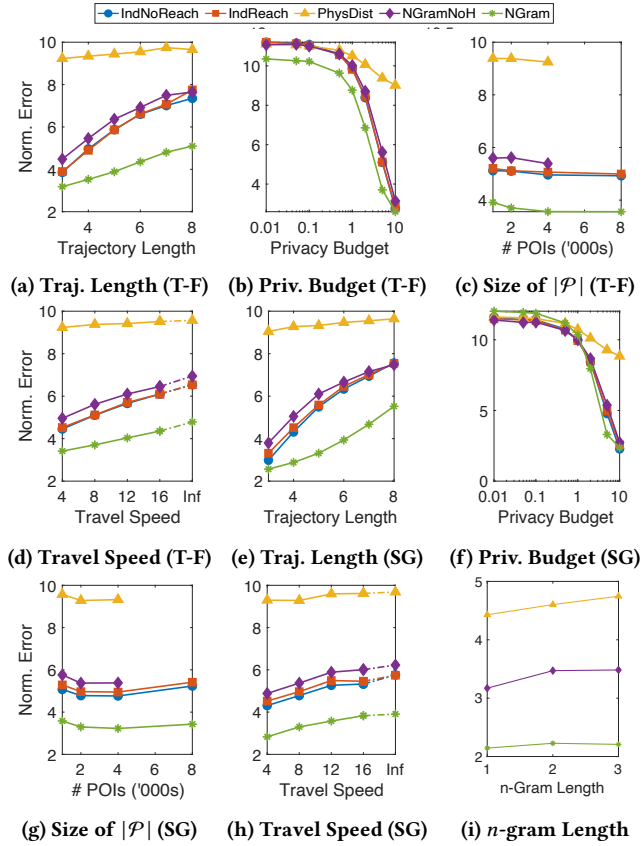 IndNoReach IndReach PhysDist NGramNoH NGram
10 8 6 4 2
Norm. Error
4 6 8
Trajectory Length
10 8 6 4
0.01 0.1 1 10
Privacy Budget
10 8 6 4
2 4 8
# POIs ('000s)
(a) Traj. Length (T-F) (b) Priv. Budget (T-F) (c) Size of |𝒫| (T-F)
10 8 6 4 2
Norm. Error
4 8 12 16 Inf
Travel Speed
10 8 6 4 2
4 6 8
Trajectory Length
10 5 0
0.01 0.1 1 10
Privacy Budget
(d) Travel Speed (T-F) (e) Traj. Length (SG) (f) Priv. Budget (SG)
10 8 6 4 2
Norm. Error
2 4 8
# POIs ('000s)
10 8 6 4 2
4 8 12 16 Inf
Travel Speed
5 4 3 2
1 2 3
n-Gram Length
(g) Size of |𝒫| (SG) (h) Travel Speed (SG) (i) n-gram Length